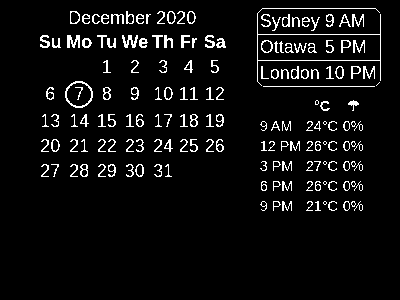 December 2020
Su Mo Tu We Th Fr Sa
1 2 3 4 5
6 7 8 9 10 11 12
13 14 15 16 17 18 19
20 21 22 23 24 25 26
27 28 29 30 31
Sydney 9 AM
Ottawa 5 PM
London 10 PM
°C ☂
9 AM 24°C 0%
12 PM 26°C 0%
3 PM 27°C 0%
6 PM 26°C 0%
9 PM 21°C 0%